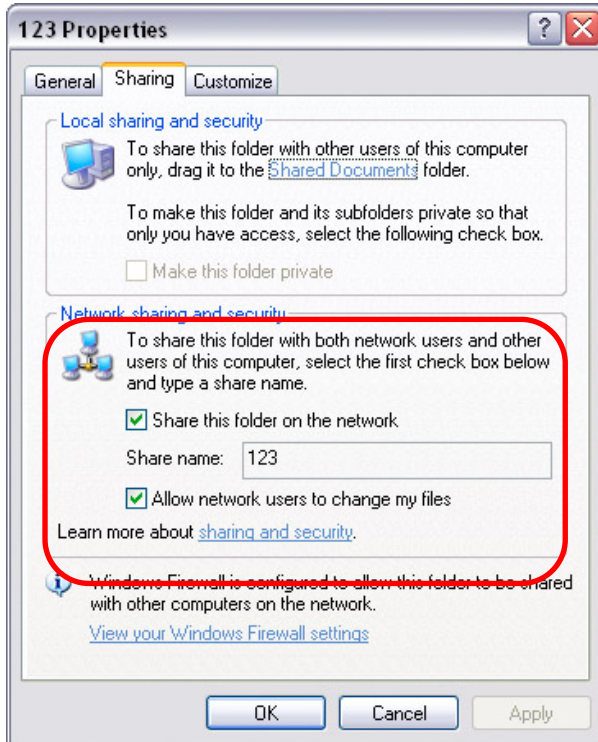 123 Properties
General Sharing Customize
Local sharing and security
To share this folder with other users of this computer
only, drag it to the Shared Documents folder.
To make this folder and its subfolders private so that
only you have access, select the following check box.
Make this folder private
Network sharing and security
To share this folder with both network users and other
users of this computer, select the first check box below
and type a share name.
Share this folder on the network
Share name: 123
Allow network users to change my files
Learn more about sharing and security.
Windows Firewall is configured to allow this folder to be shared
with other computers on the network.
View your Windows Firewall settings
OK Cancel Apply